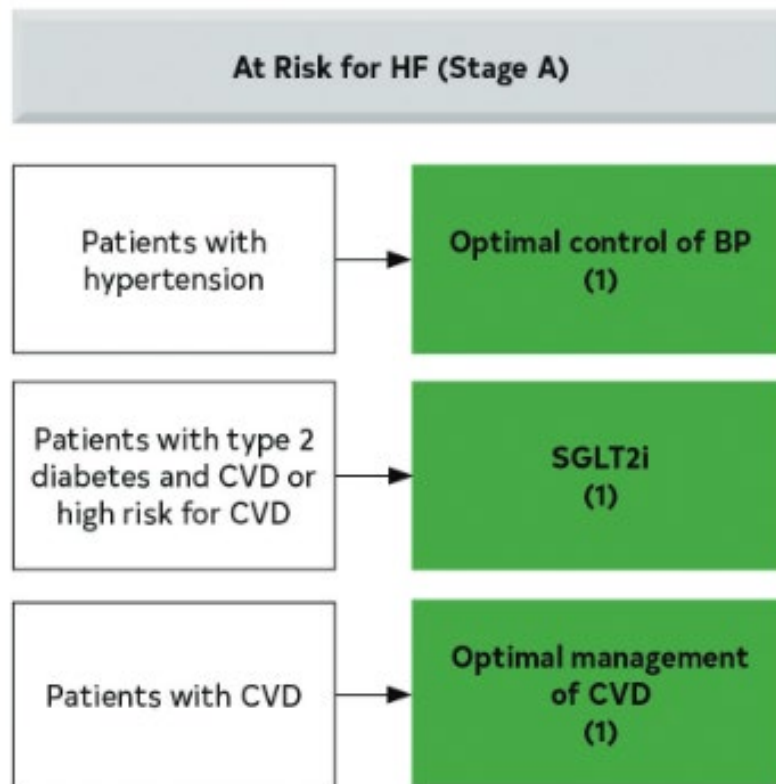 At Risk for HF (Stage A)
Patients with
hypertension
Optimal control of BP
(1)
Patients with type 2
diabetes and CVD or
high risk for CVD
SGLT2i
(1)
Patients with CVD
Optimal management
of CVD
(1)